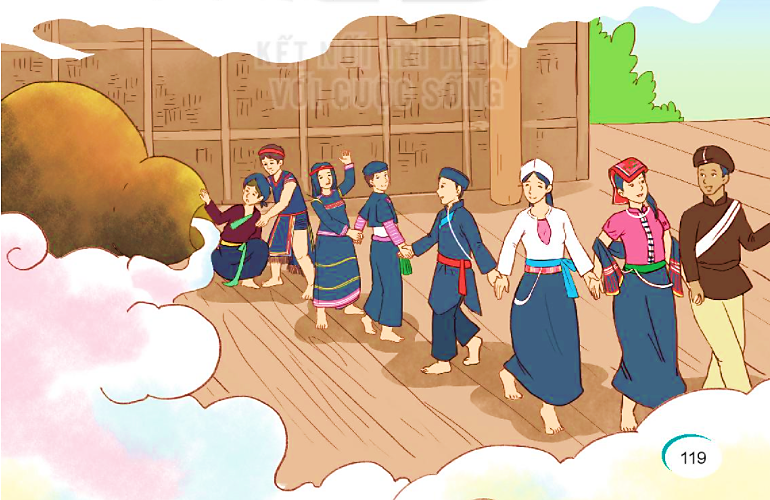 KẾT NỐI TRI THỨC
VỚI CUỘC SỐNG
119